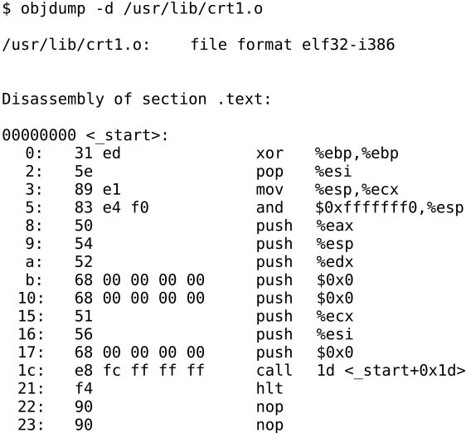 $ objdump -d /usr/lib/crt1.o
/usr/lib/crt1.o:     file format elf32-i386
Disassembly of section .text:
00000000 <_start>:
   0:   31 ed                   xor    %ebp,%ebp
   2:   5e                      pop    %esi
   3:   89 e1                   mov    %esp,%ecx
   5:   83 e4 f0                and    $0xfffffff0,%esp
   8:   50                      push   %eax
   9:   54                      push   %esp
   a:   52                      push   %edx
   b:   68 00 00 00 00          push   $0x0
  10:   68 00 00 00 00          push   $0x0
  15:   51                      push   %ecx
  16:   56                      push   %esi
  17:   68 00 00 00 00          push   $0x0
  1c:   e8 fc ff ff ff          call   1d <_start+0x1d>
  21:   f4                      hlt
  22:   90                      nop
  23:   90                      nop